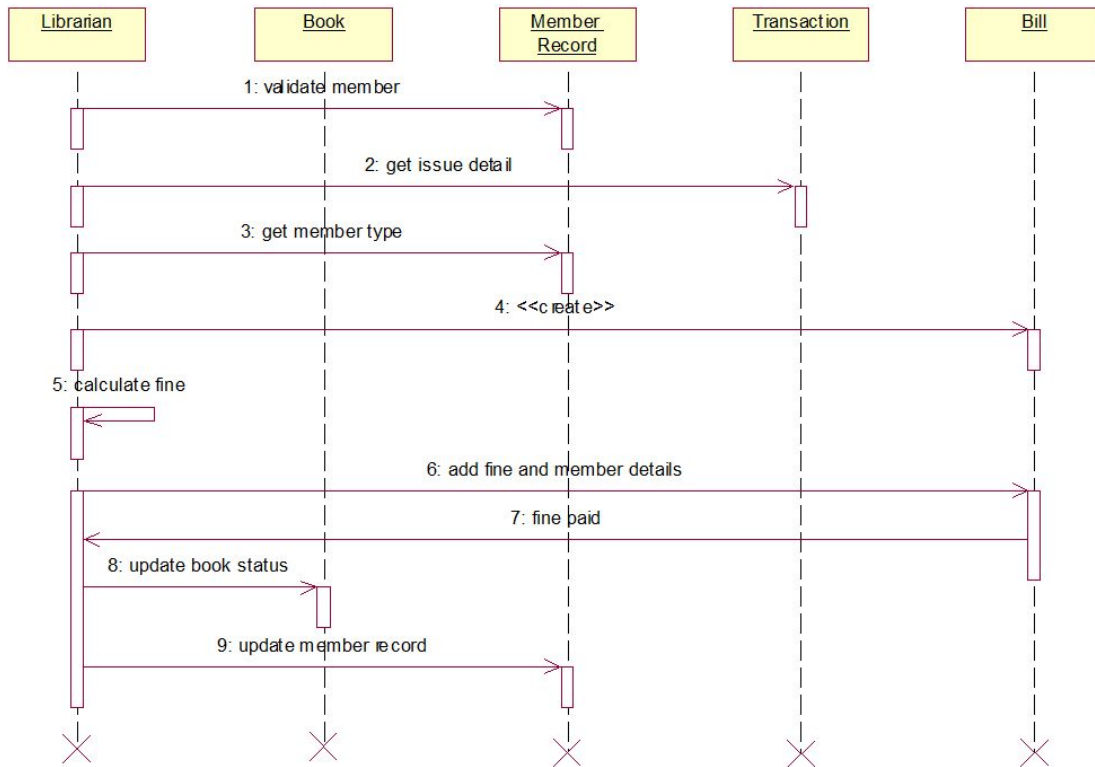 Librarian
Book
Member
Record
Transaction
Bill
1: validate member
2: get issue detail
3: get member type
4: <<create>>
5: calculate fine
6: add fine and member details
7: fine paid
8: update book status
9: update member record